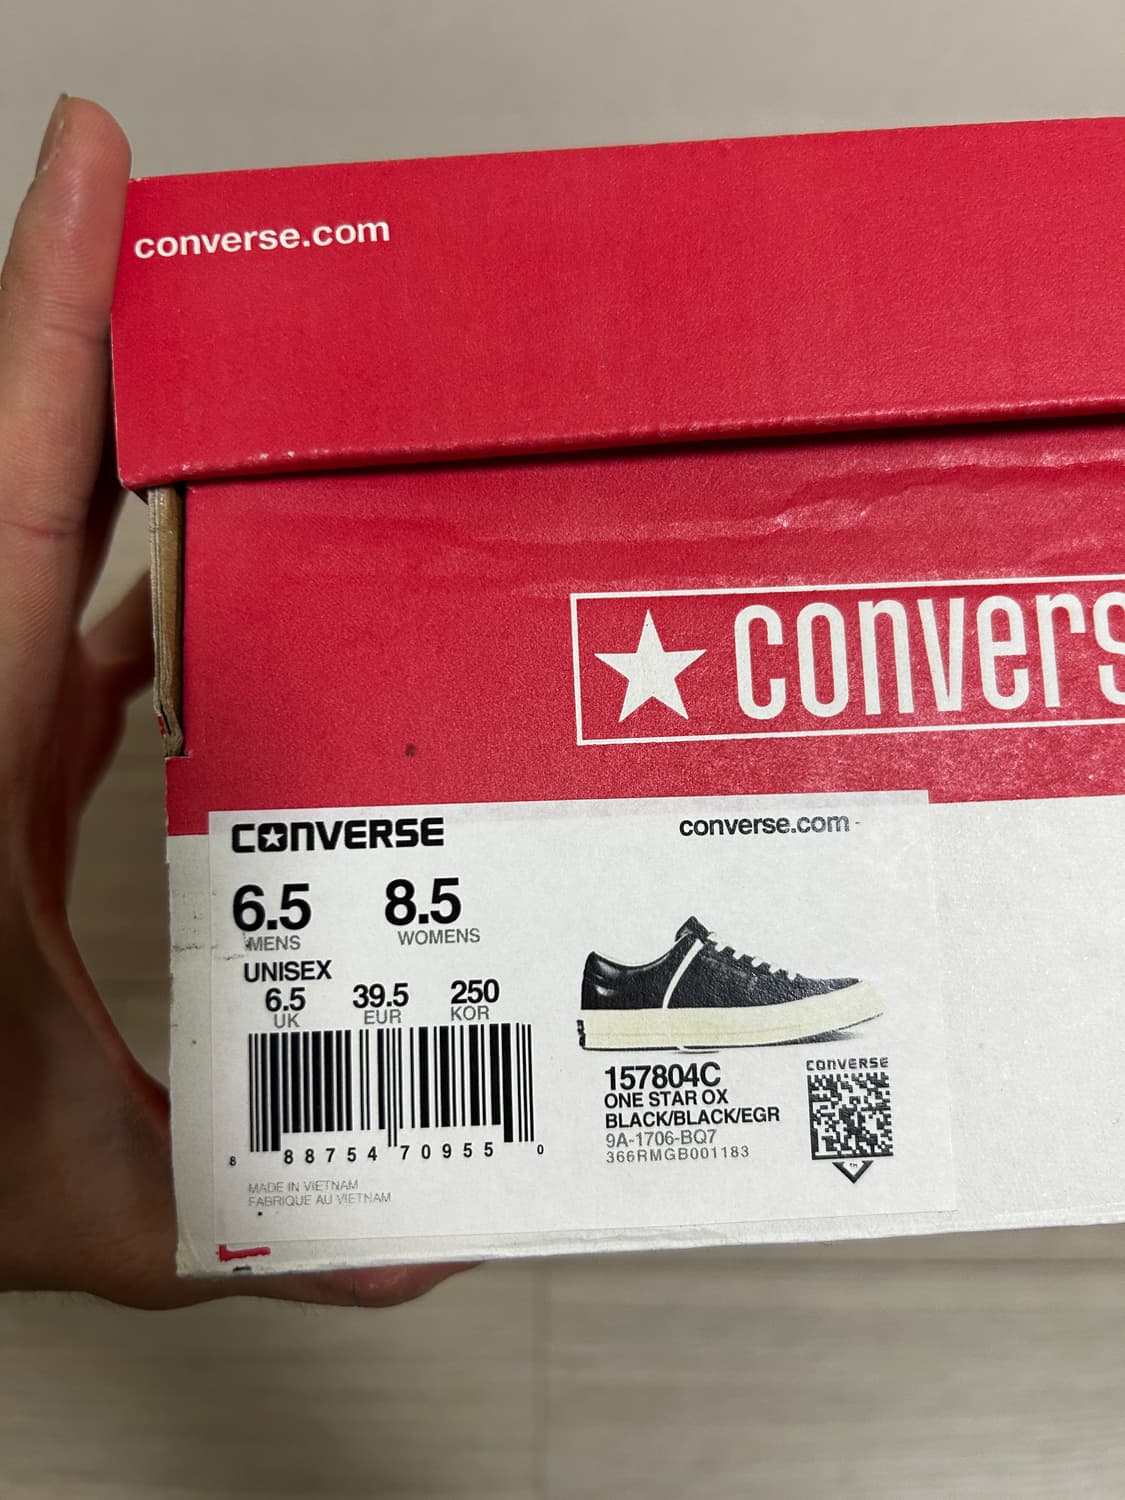 converse.com
★ convers
CONVERSE
converse.com
6.5 8.5
MENS WOMENS
UNISEX
6.5 39.5 250
UK EUR KOR
8 88754 70955 0
MADE IN VIETNAM
FABRIQUE AU VIETNAM
157804C
ONE STAR OX
BLACK/BLACK/EGR
9A-1706-BQ7
366RMGB001183
CONVERSE
TM